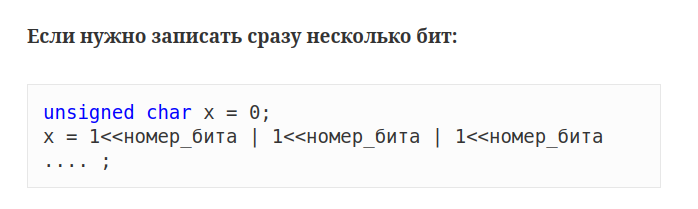 Если нужно записать сразу несколько бит:
unsigned char x = 0;
x = 1<<номер_бита | 1<<номер_бита | 1<<номер_бита
.... ;